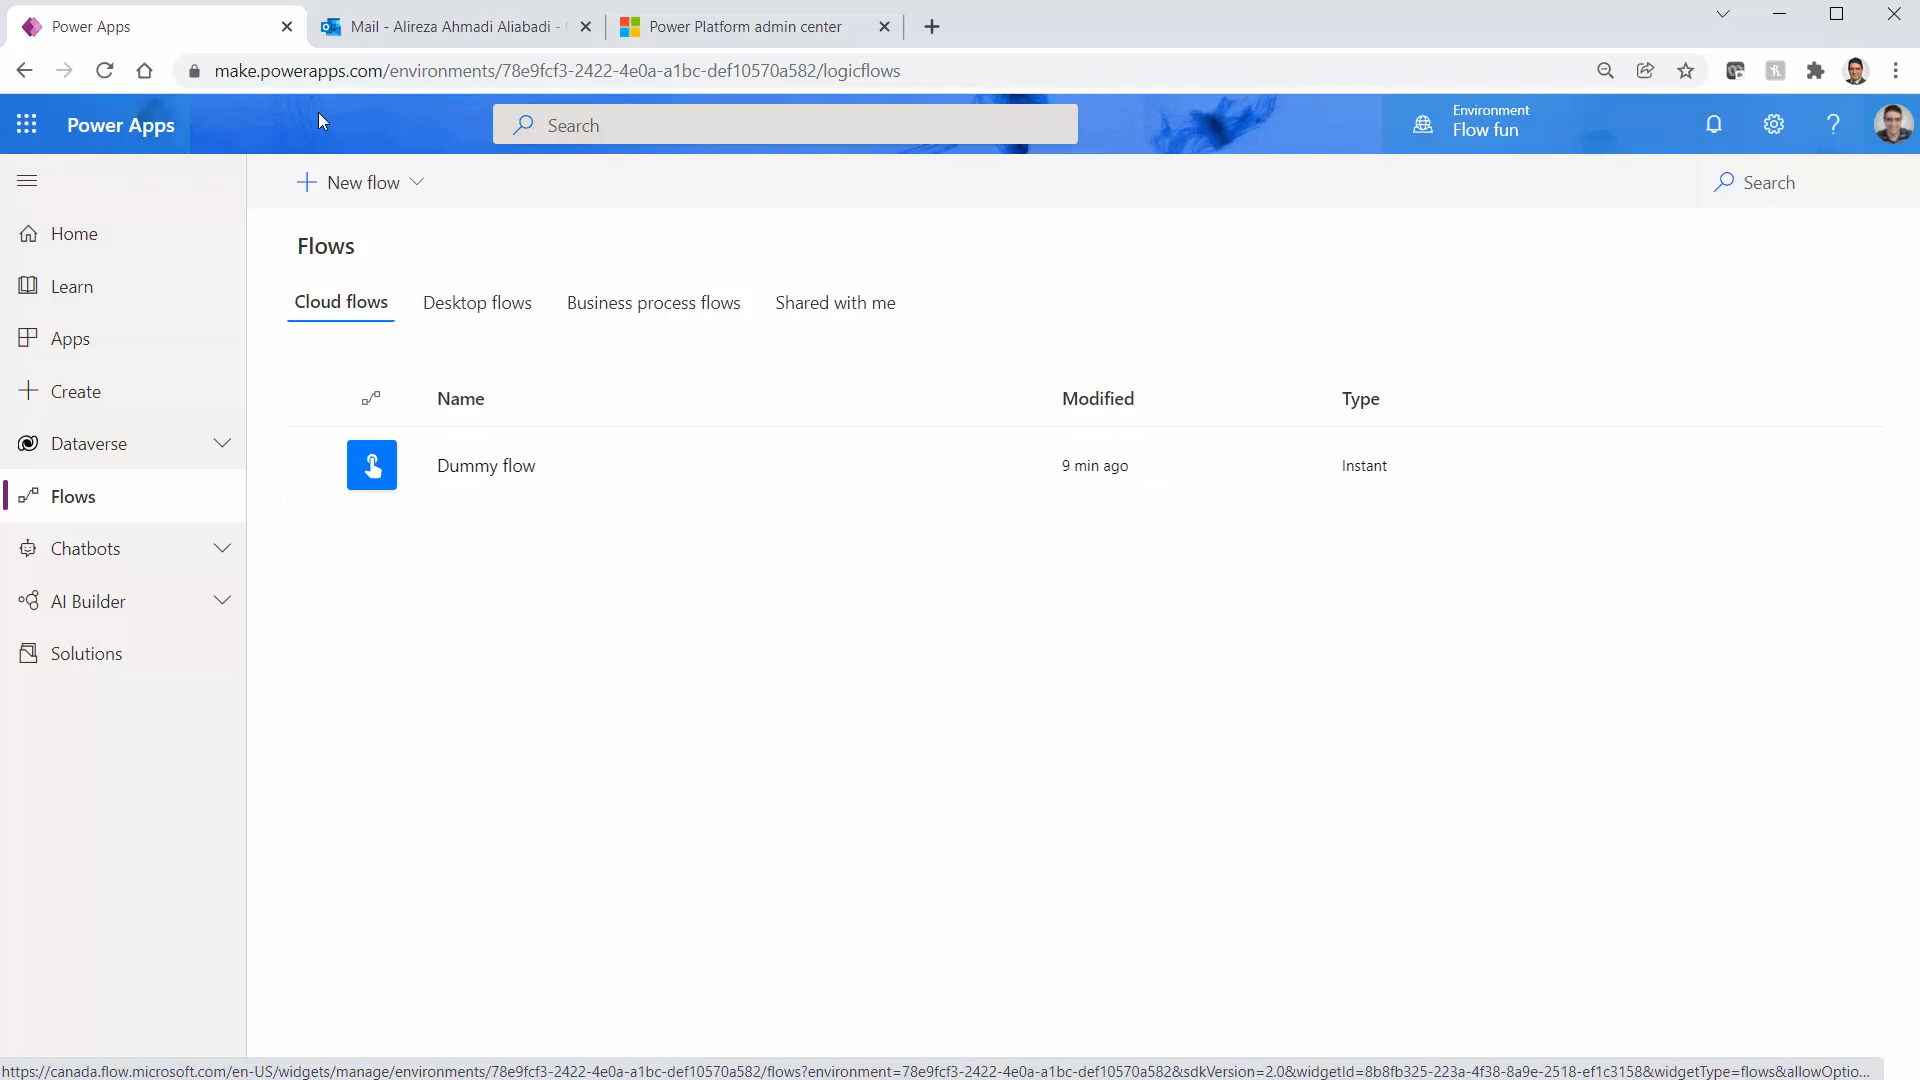 Power Apps
Mail - Alireza Ahmadi Aliabadi -
Power Platform admin center
make.powerapps.com/environments/78e9fcf3-2422-4e0a-a1bc-def10570a582/logicflows
Power Apps
Search
Environment
Flow fun
New flow
Search
Home
Learn
Apps
Create
Dataverse
Flows
Chatbots
AI Builder
Solutions
Flows
Cloud flows
Desktop flows
Business process flows
Shared with me
Name
Modified
Type
Dummy flow
9 min ago
Instant
https://canada.flow.microsoft.com/en-US/widgets/manage/environments/78e9fcf3-2422-4e0a-a1bc-def10570a582/flows?environment=78e9fcf3-2422-4e0a-a1bc-def10570a582&sdkVersion=2.0&widgetId=8b8fb325-223a-4f38-8a9e-2518-ef1c3158&widgetType=flows&allowOptio...